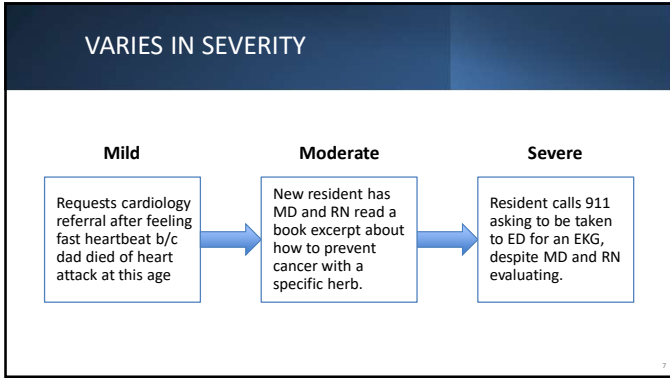 VARIES IN SEVERITY
Mild
Requests cardiology
referral after feeling
fast heartbeat b/c
dad died of heart
attack at this age
Moderate
New resident has
MD and RN read a
book excerpt about
how to prevent
cancer with a
specific herb.
Severe
Resident calls 911
asking to be taken
to ED for an EKG,
despite MD and RN
evaluating.
7